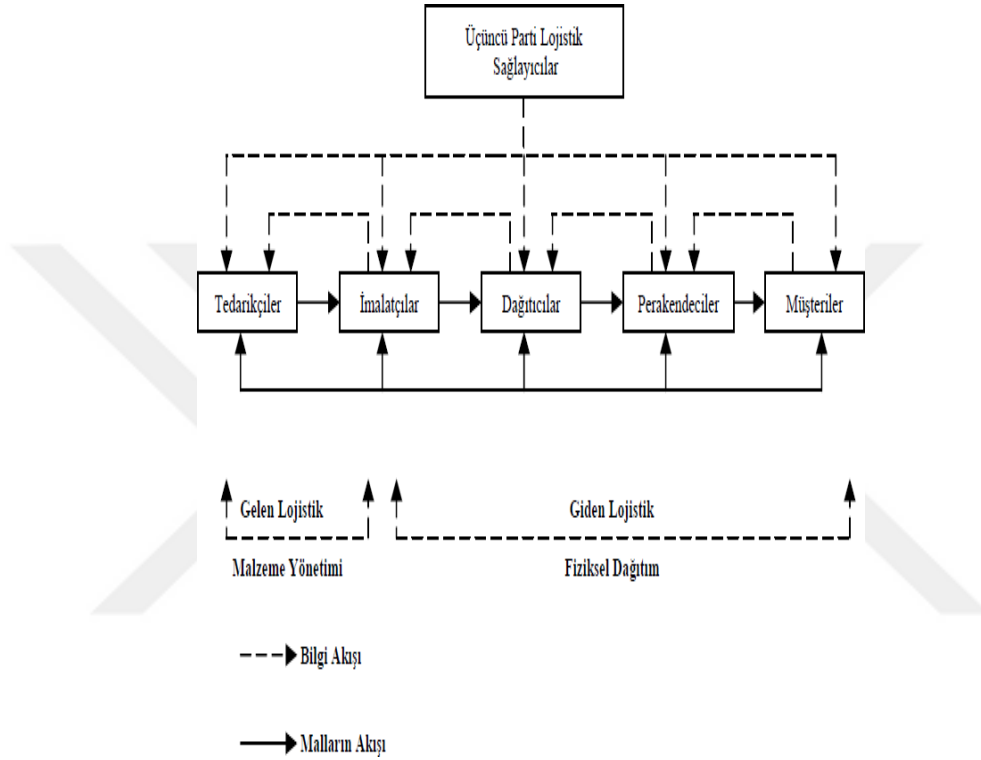 Üçüncü Parti Lojistik
Sağlayıcılar
Tedarikçiler
İmalatçılar
Dağıtıcılar
Perakendeciler
Müşteriler
Gelen Lojistik
Giden Lojistik
Malzeme Yönetimi
Fiziksel Dağıtım
Bilgi Akışı
Malların Akışı